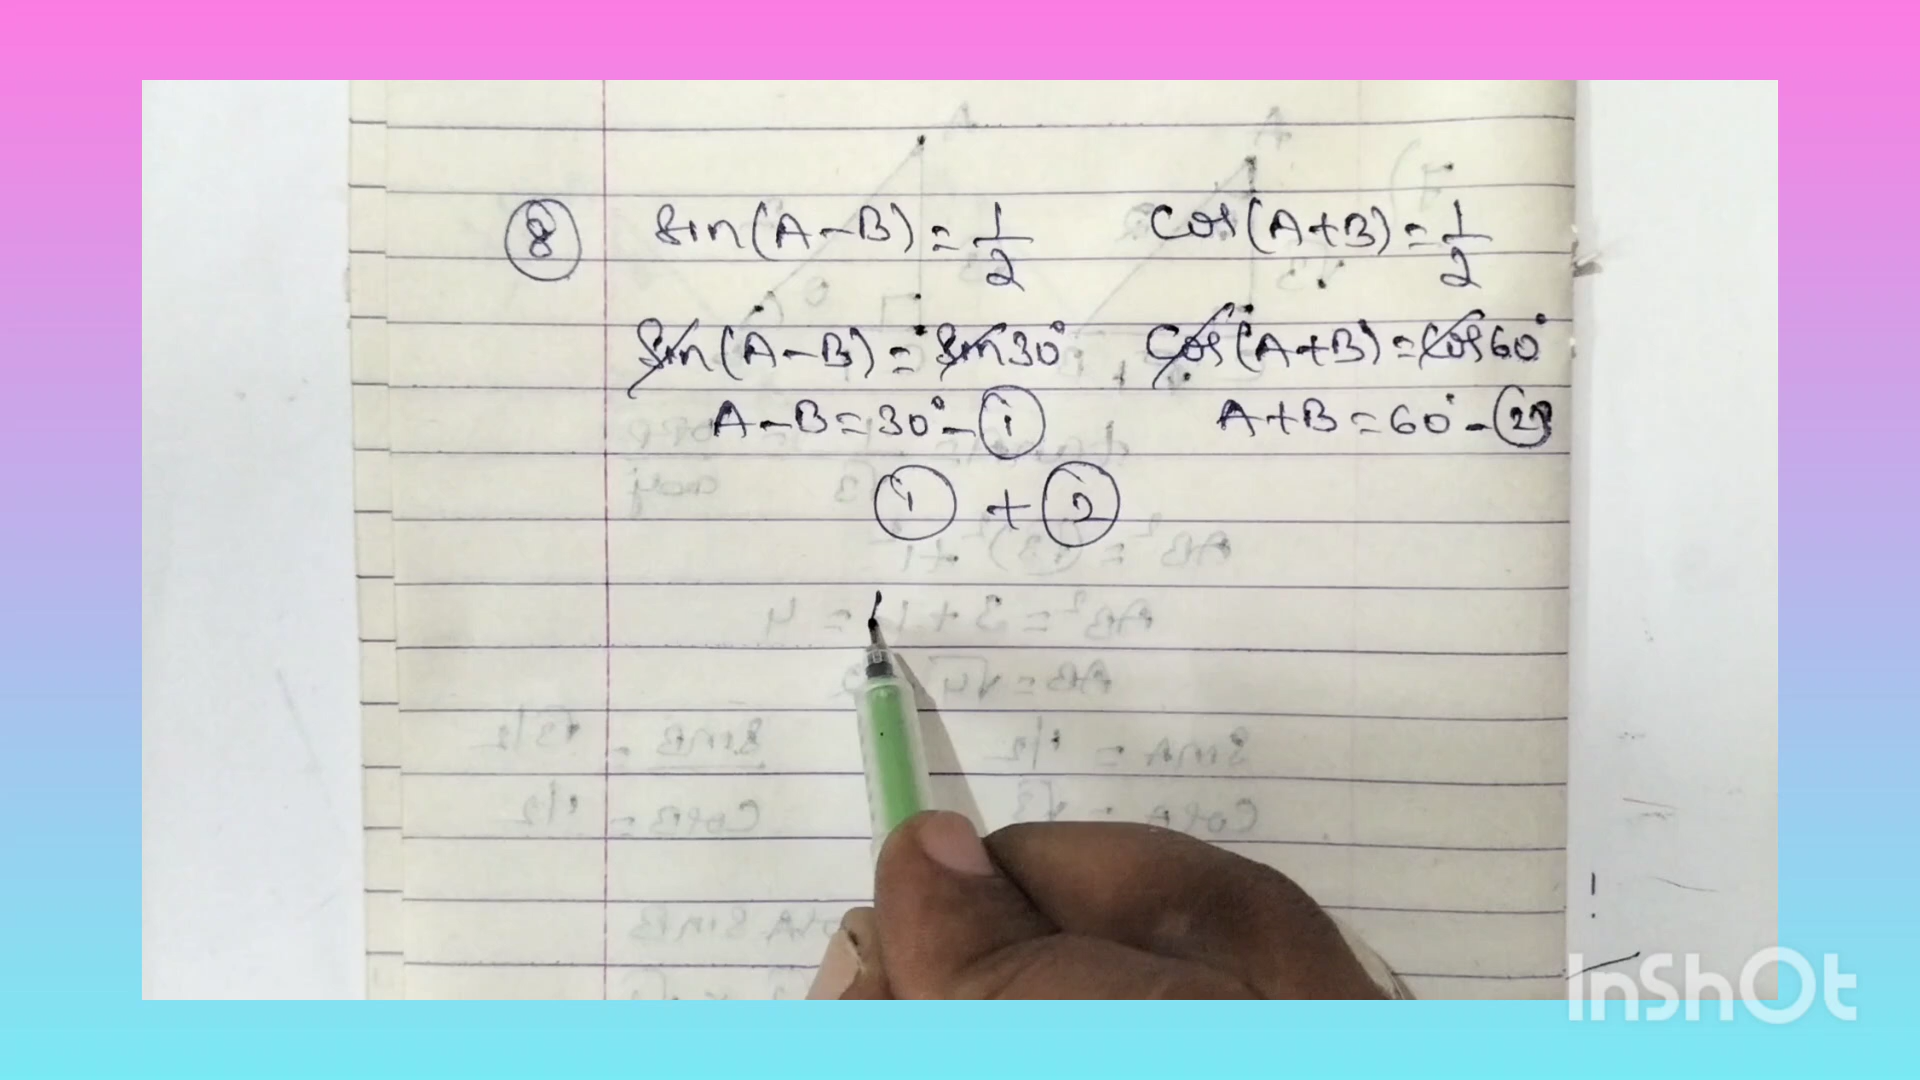 8 sin(A-B) = 1/2 cos(A+B) = 1/2
sin(A-B) = sin30° cos(A+B) = cos60°
A-B = 30° - 1 A+B = 60° - 2
1 + 2
InShOt